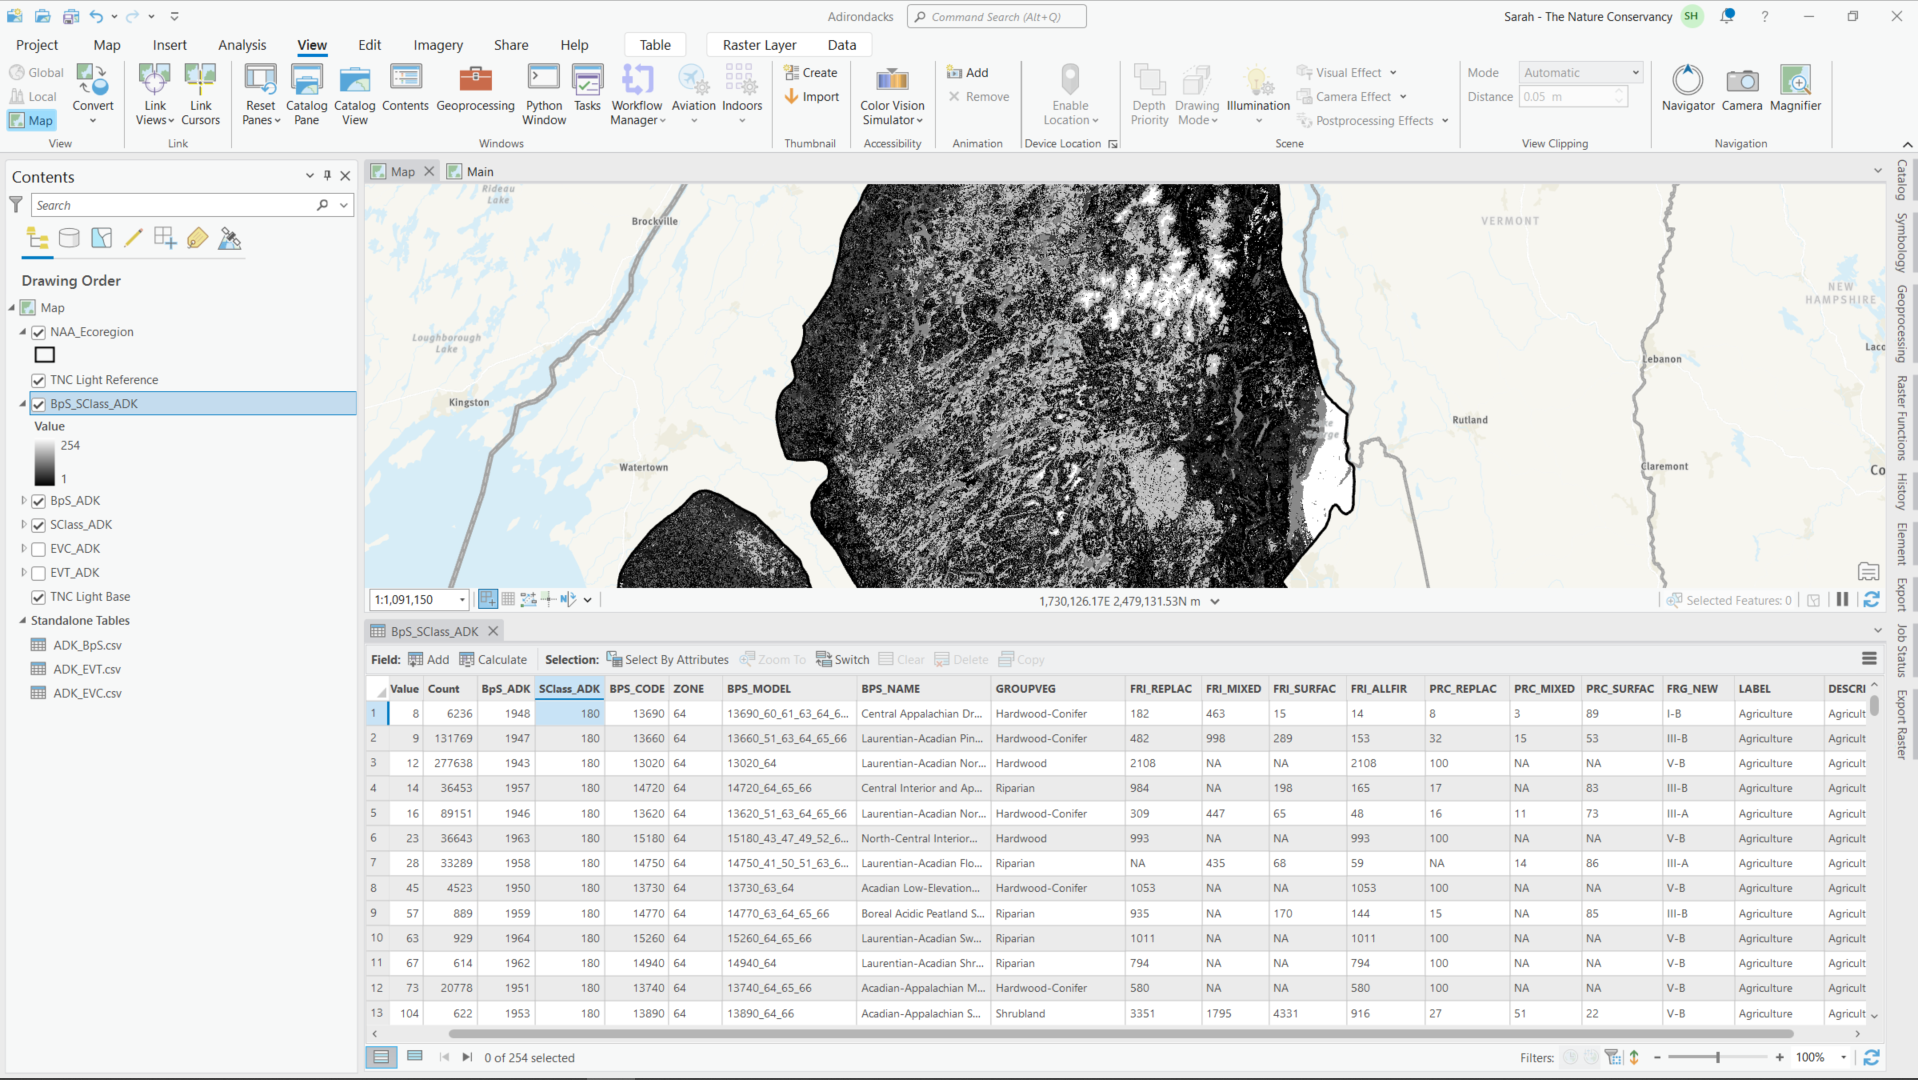 Adirondacks
Command Search (Alt+Q)
Sarah - The Nature Conservancy
SH
?
Project Map Insert Analysis View Edit Imagery Share Help Table Raster Layer Data
Global
Local
Map
Convert
View
Link Views
Link Cursors
Link
Reset Panes
Catalog Pane
Catalog View
Contents
Geoprocessing
Python Window
Tasks
Workflow Manager
Aviation
Indoors
Windows
Create
Import
Thumbnail
Color Vision Simulator
Accessibility
Add
Remove
Animation
Enable Location
Device Location
Depth Priority
Drawing Mode
Illumination
Visual Effect
Camera Effect
Postprocessing Effects
Scene
Mode Automatic
Distance 0.05 m
View Clipping
Navigator
Camera
Magnifier
Navigation
Contents
Search
Drawing Order
Map
NAA_Ecoregion
TNC Light Reference
BpS_SClass_ADK
Value
254
1
BpS_ADK
SClass_ADK
EVC_ADK
EVT_ADK
TNC Light Base
Standalone Tables
ADK_BpS.csv
ADK_EVT.csv
ADK_EVC.csv
Map
Main
Rideau
Lake
Brockville
VERMONT
NEW
HAMPSHIRE
Loughborough
Lake
Lebanon
Laco
Kingston
Rutland
Watertown
Claremont
Co
1:1,091,150
1,730,126.17E 2,479,131.53N m
Selected Features: 0
BpS_SClass_ADK
Field: Add Calculate Selection: Select By Attributes Zoom To Switch Clear Delete Copy
Value Count BpS_ADK SClass_ADK BPS_CODE ZONE BPS_MODEL BPS_NAME GROUPVEG FRI_REPLAC FRI_MIXED FRI_SURFAC FRI_ALLFIR PRC_REPLAC PRC_MIXED PRC_SURFAC FRG_NEW LABEL DESCRI
1 8 6236 1948 180 13690 64 13690_60_61_63_64_6... Central Appalachian Dr... Hardwood-Conifer 182 463 15 14 8 3 89 I-B Agriculture Agricult
2 9 131769 1947 180 13660 64 13660_51_63_64_65_66 Laurentian-Acadian Pin... Hardwood-Conifer 482 998 289 153 32 15 53 III-B Agriculture Agricult
3 12 277638 1943 180 13020 64 13020_64 Laurentian-Acadian Nor... Hardwood 2108 NA NA 2108 100 NA NA V-B Agriculture Agricult
4 14 36453 1957 180 14720 64 14720_64_65_66 Central Interior and Ap... Riparian 984 NA 198 165 17 NA 83 III-B Agriculture Agricult
5 16 89151 1946 180 13620 64 13620_51_63_64_65_66 Laurentian-Acadian Nor... Hardwood-Conifer 309 447 65 48 16 11 73 III-A Agriculture Agricult
6 23 36643 1963 180 15180 64 15180_43_47_49_52_6... North-Central Interior... Hardwood 993 NA NA 993 100 NA NA V-B Agriculture Agricult
7 28 33289 1958 180 14750 64 14750_41_50_51_63_6... Laurentian-Acadian Flo... Riparian NA 435 68 59 NA 14 86 III-A Agriculture Agricult
8 45 4523 1950 180 13730 64 13730_63_64 Acadian Low-Elevation... Hardwood-Conifer 1053 NA NA 1053 100 NA NA V-B Agriculture Agricult
9 57 889 1959 180 14770 64 14770_63_64_65_66 Boreal Acidic Peatland S... Riparian 935 NA 170 144 15 NA 85 III-B Agriculture Agricult
10 63 929 1964 180 15260 64 15260_64_65_66 Laurentian-Acadian Sw... Riparian 1011 NA NA 1011 100 NA NA V-B Agriculture Agricult
11 67 614 1962 180 14940 64 14940_64 Laurentian-Acadian Shr... Riparian 794 NA NA 794 100 NA NA V-B Agriculture Agricult
12 73 20778 1951 180 13740 64 13740_64_65_66 Acadian-Appalachian M... Hardwood-Conifer 580 NA NA 580 100 NA NA V-B Agriculture Agricult
13 104 622 1953 180 13890 64 13890_64_66 Acadian-Appalachian S... Shrubland 3351 1795 4331 916 27 51 22 V-B Agriculture Agricult
0 of 254 selected
Filters:
- + 100%
Catalog
Symbology
Geoprocessing
Raster Functions
History
Element
Export
Job Status
Export Raster